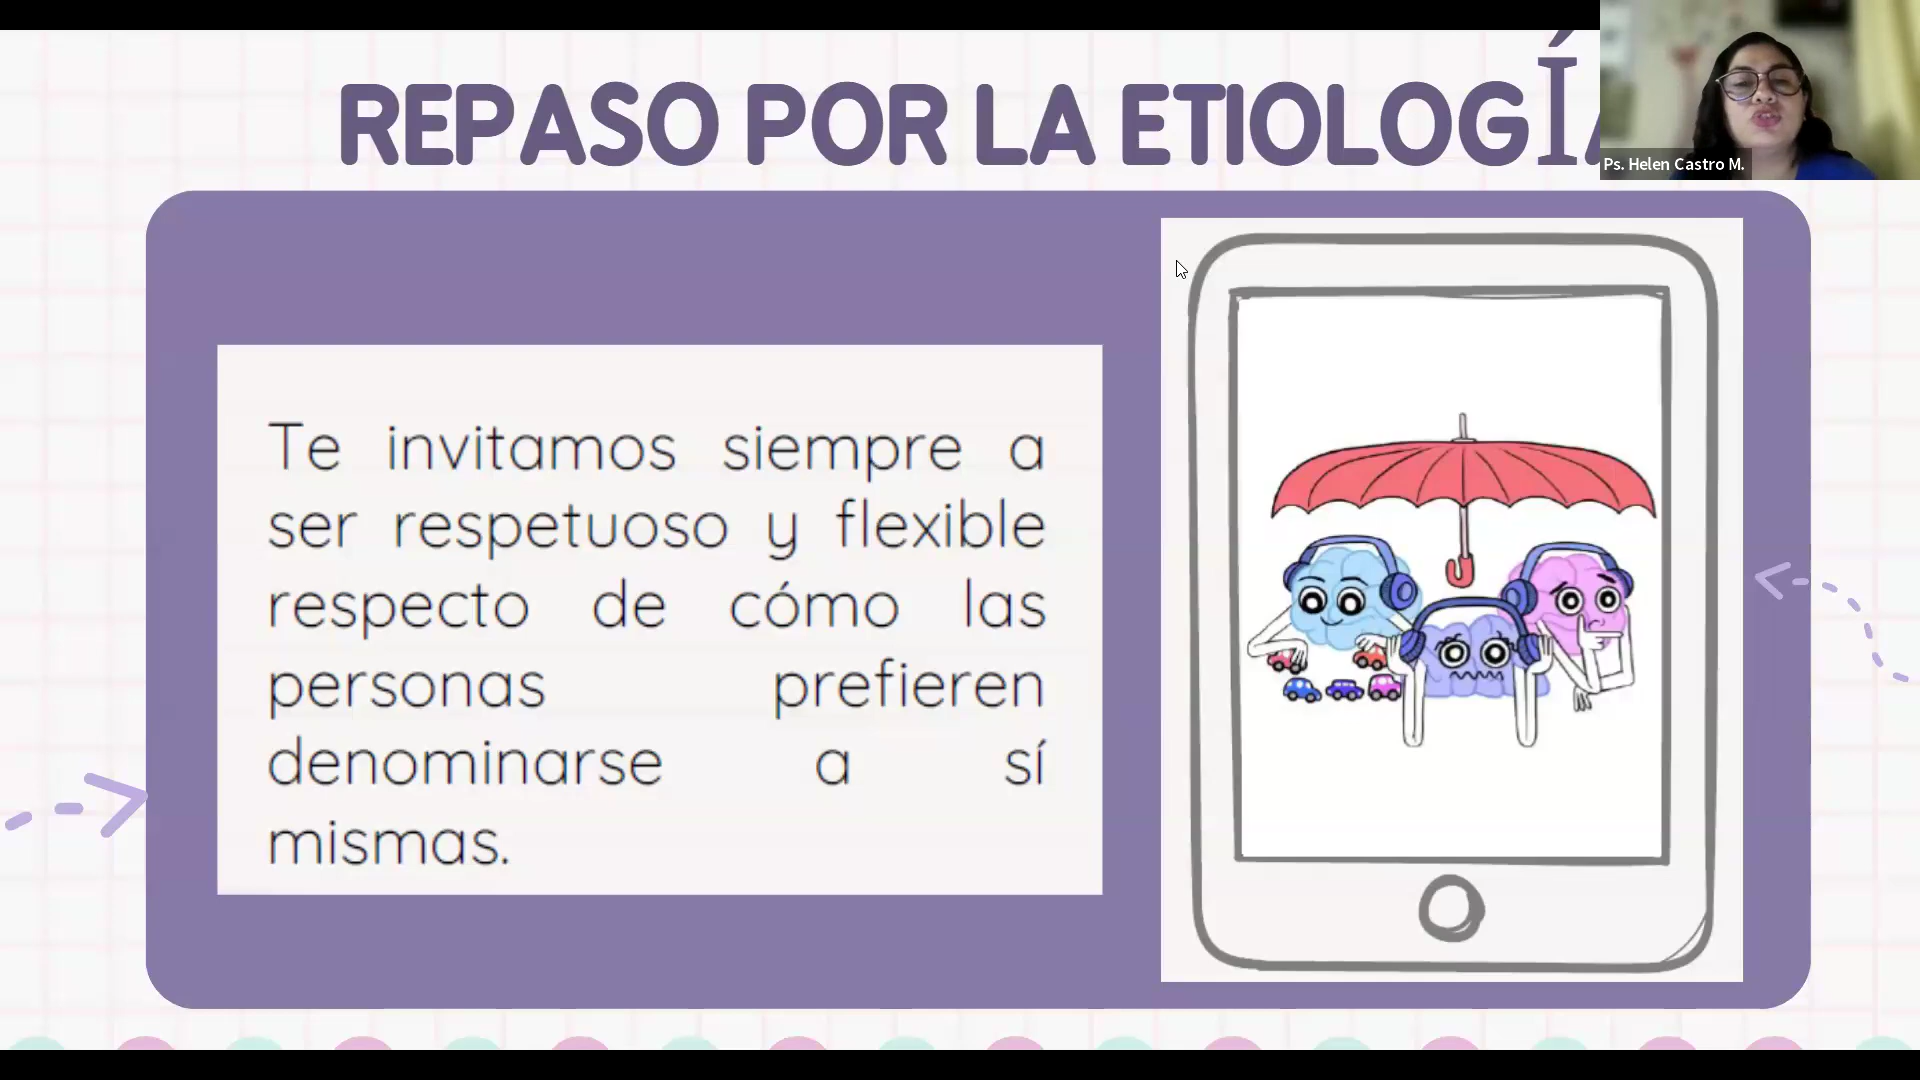 REPASO POR LA ETIOLOGÍA
Ps. Helen Castro M.
Te invitamos siempre a
ser respetuoso y flexible
respecto de cómo las
personas prefieren
denominarse a sí
mismas.